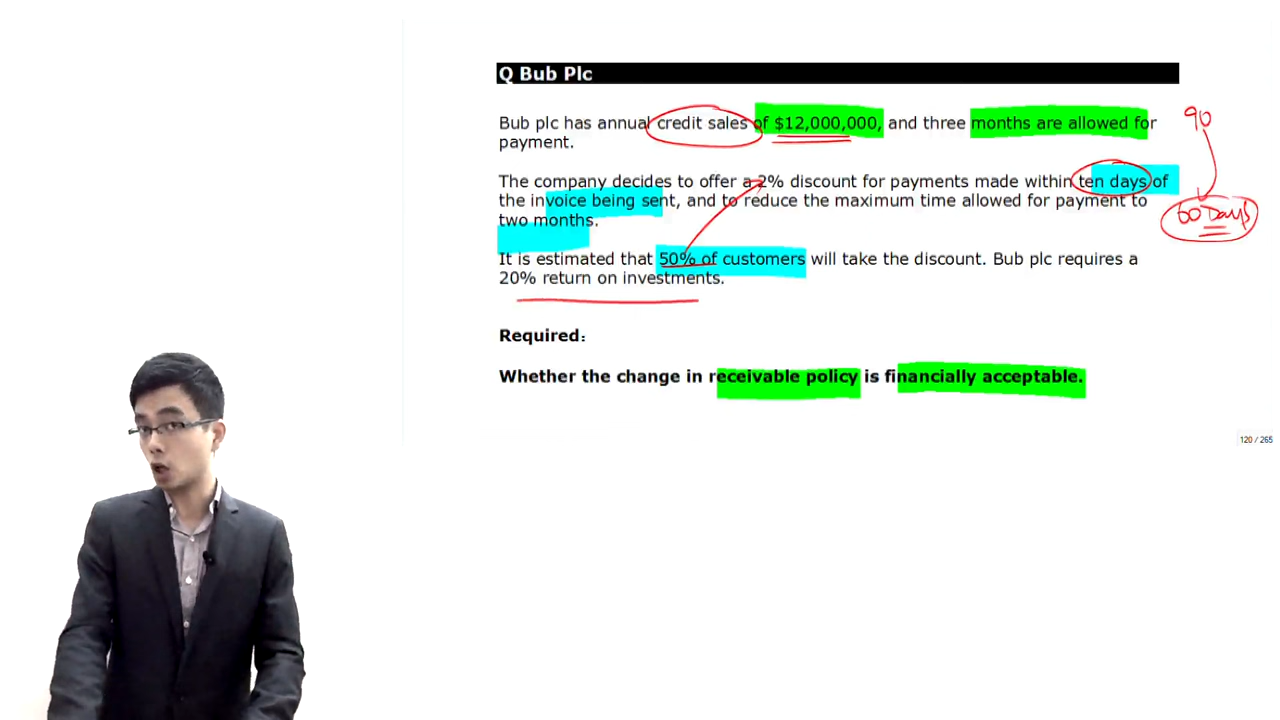 Q Bub Plc
Bub plc has annual credit sales of $12,000,000, and three months are allowed for
payment.
90
The company decides to offer a 2% discount for payments made within ten days of
the invoice being sent, and to reduce the maximum time allowed for payment to
two months.
60 Days
It is estimated that 50% of customers will take the discount. Bub plc requires a
20% return on investments.
Required:
Whether the change in receivable policy is financially acceptable.
120 / 265